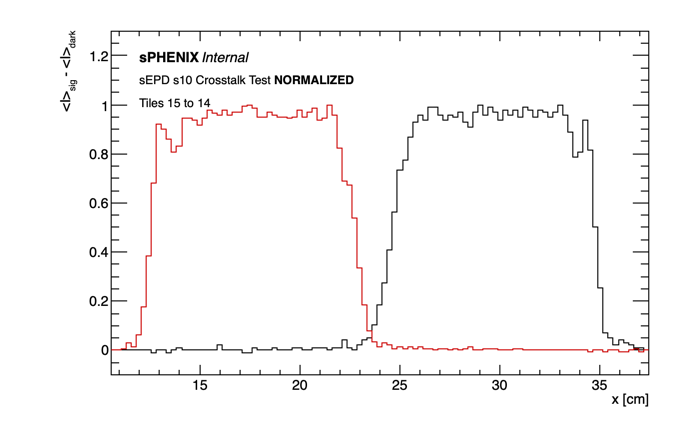 <I>sig - <I>dark
1.2
1
0.8
0.6
0.4
0.2
0
sPHENIX Internal
sEPD s10 Crosstalk Test NORMALIZED
Tiles 15 to 14
15 20 25 30 35
x [cm]